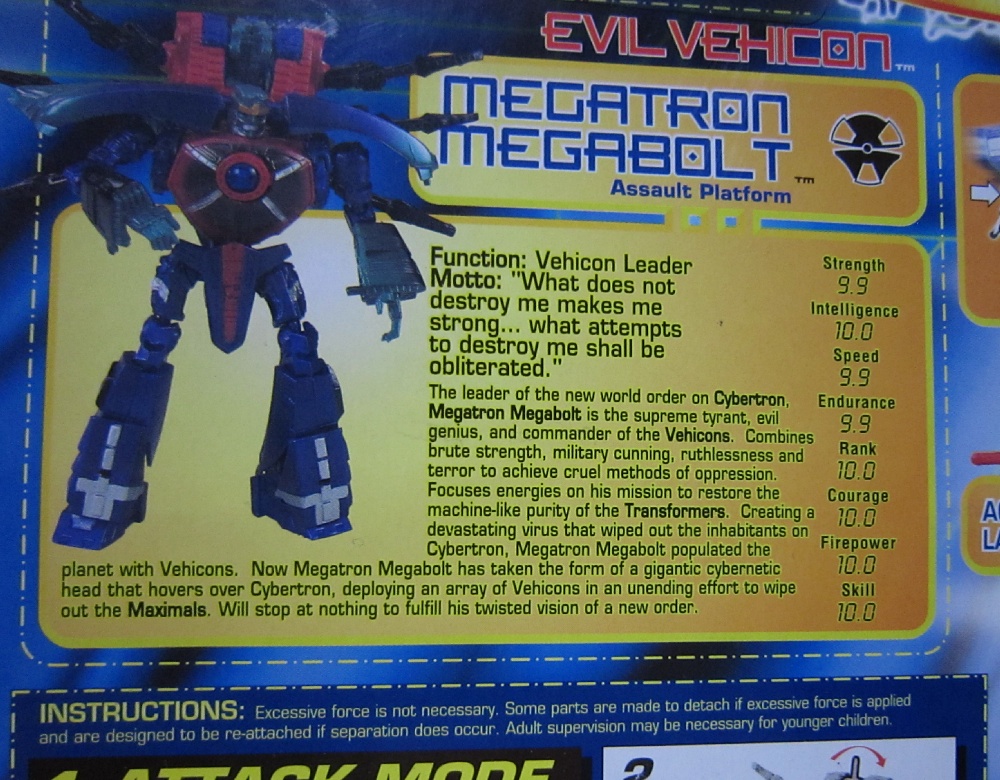 EVIL VEHICON™
MEGATRON
MEGABOLT™
Assault Platform
Function: Vehicon Leader
Motto: "What does not
destroy me makes me
strong... what attempts
to destroy me shall be
obliterated."
The leader of the new world order on Cybertron,
Megatron Megabolt is the supreme tyrant, evil
genius, and commander of the Vehicons. Combines
brute strength, military cunning, ruthlessness and
terror to achieve cruel methods of oppression.
Focuses energies on his mission to restore the
machine-like purity of the Transformers. Creating a
devastating virus that wiped out the inhabitants on
Cybertron, Megatron Megabolt populated the
planet with Vehicons. Now Megatron Megabolt has taken the form of a gigantic cybernetic
head that hovers over Cybertron, deploying an array of Vehicons in an unending effort to wipe
out the Maximals. Will stop at nothing to fulfill his twisted vision of a new order.
Strength
9.9
Intelligence
10.0
Speed
9.9
Endurance
9.9
Rank
10.0
Courage
10.0
Firepower
10.0
Skill
10.0
INSTRUCTIONS: Excessive force is not necessary. Some parts are made to detach if excessive force is applied
and are designed to be re-attached if separation does occur. Adult supervision may be necessary for younger children.
1. ATTACK MODE
2